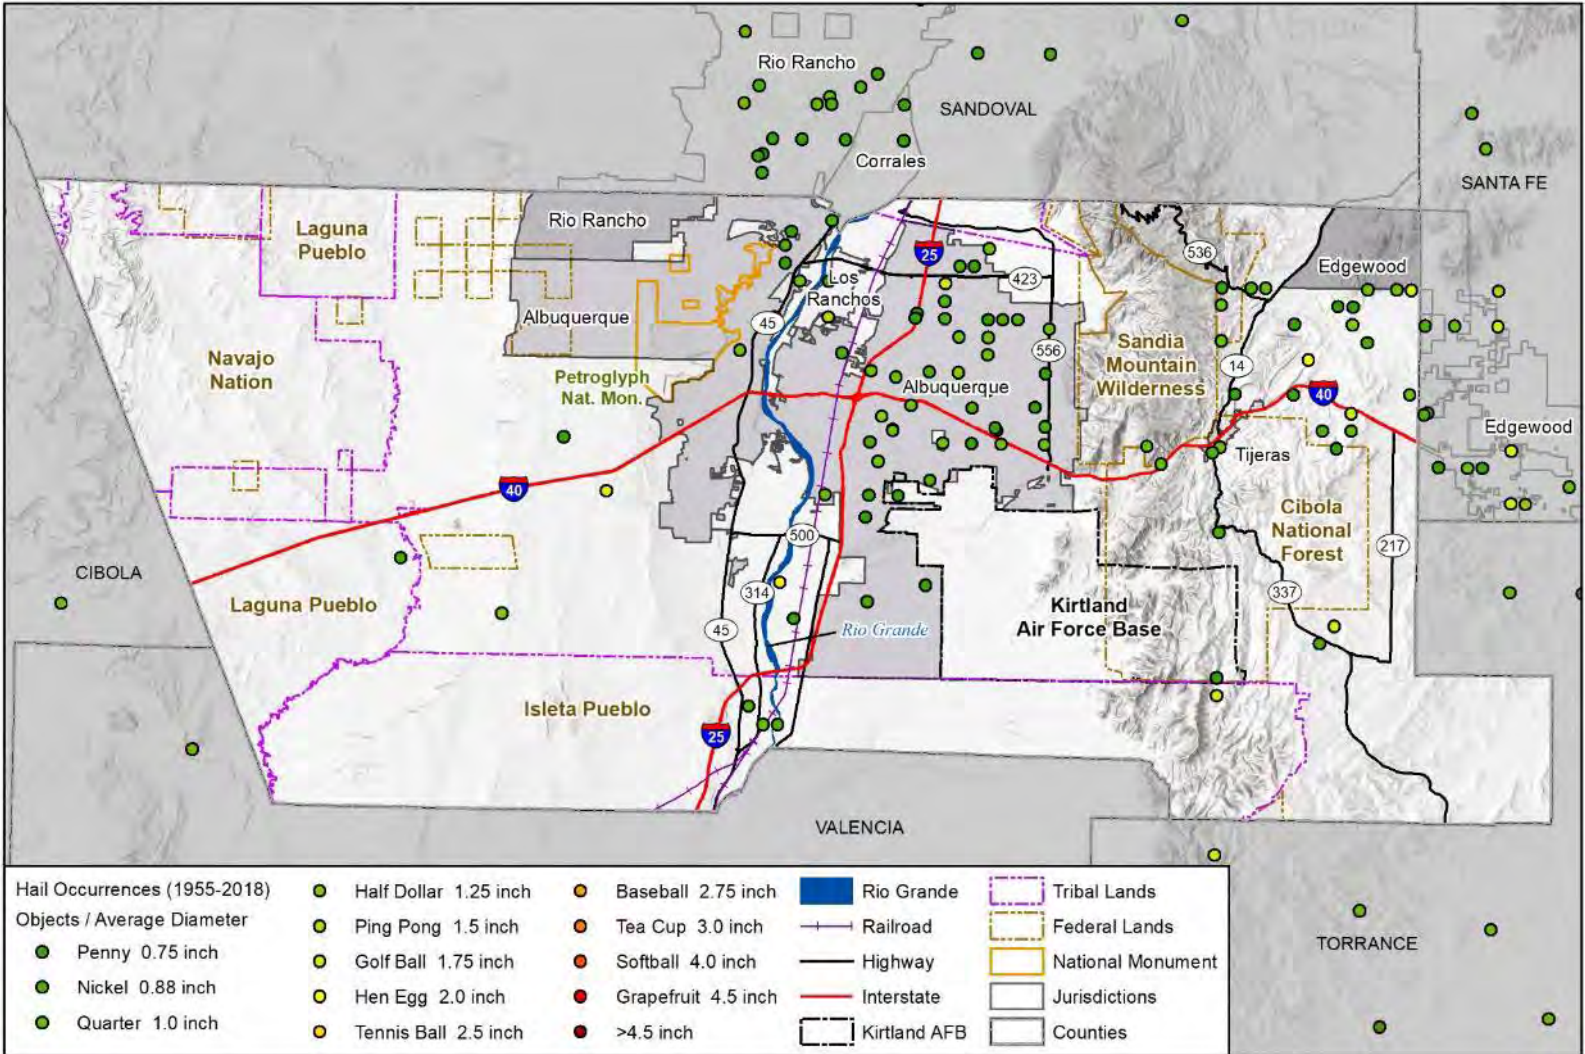 Rio Rancho
SANDOVAL
Corrales
SANTA FE
Rio Rancho
Laguna
Pueblo
536
25
Edgewood
423
Los
Ranchos
Albuquerque
45
556
Navajo
Nation
Sandia
Mountain
Wilderness
14
Petroglyph
Nat. Mon.
Albuquerque
40
Edgewood
Tijeras
40
Cibola
National
Forest
500
217
CIBOLA
314
337
Laguna Pueblo
Kirtland
Air Force Base
45
Rio Grande
Isleta Pueblo
25
VALENCIA
TORRANCE
Hail Occurrences (1955-2018)
Objects / Average Diameter
Penny 0.75 inch
Nickel 0.88 inch
Quarter 1.0 inch
Half Dollar 1.25 inch
Ping Pong 1.5 inch
Golf Ball 1.75 inch
Hen Egg 2.0 inch
Tennis Ball 2.5 inch
Baseball 2.75 inch
Tea Cup 3.0 inch
Softball 4.0 inch
Grapefruit 4.5 inch
>4.5 inch
Rio Grande
Railroad
Highway
Interstate
Kirtland AFB
Tribal Lands
Federal Lands
National Monument
Jurisdictions
Counties